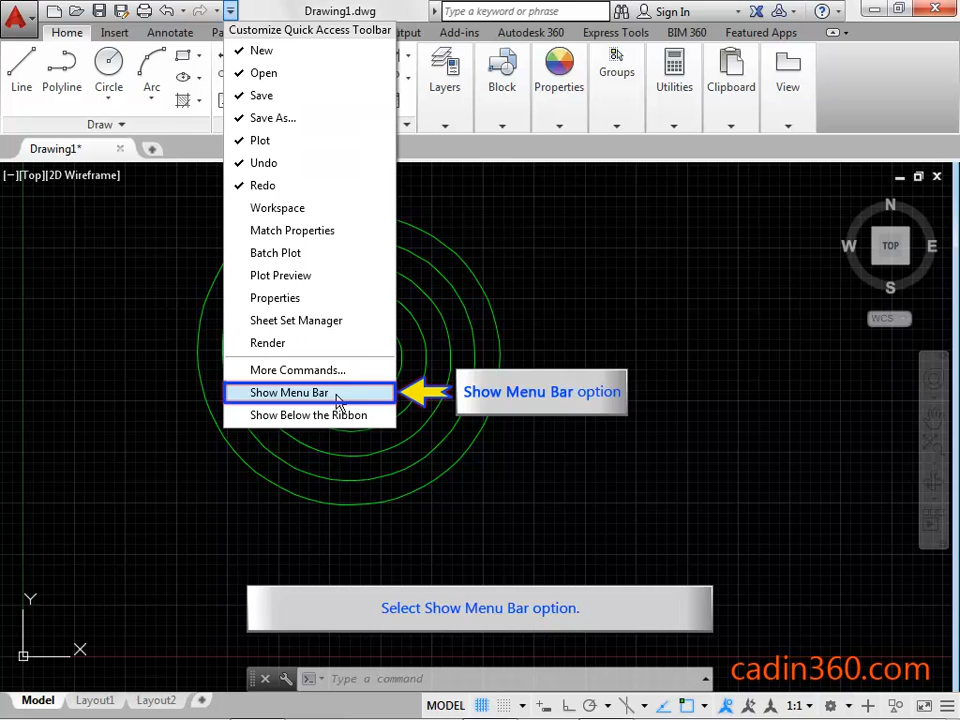 Drawing1.dwg
Type a keyword or phrase
Sign In
Customize Quick Access Toolbar
Home
Insert
Annotate
Pa
utput
Add-ins
Autodesk 360
Express Tools
BIM 360
Featured Apps
Line
Polyline
Circle
Arc
Layers
Block
Properties
Groups
Utilities
Clipboard
View
Draw
Drawing1*
[−][Top][2D Wireframe]
New
Open
Save
Save As...
Plot
Undo
Redo
Workspace
Match Properties
Batch Plot
Plot Preview
Properties
Sheet Set Manager
Render
More Commands...
Show Menu Bar
Show Below the Ribbon
Show Menu Bar option
N
W
TOP
E
S
WCS
Select Show Menu Bar option.
Y
X
Type a command
cadin360.com
Model
Layout1
Layout2
MODEL
1:1